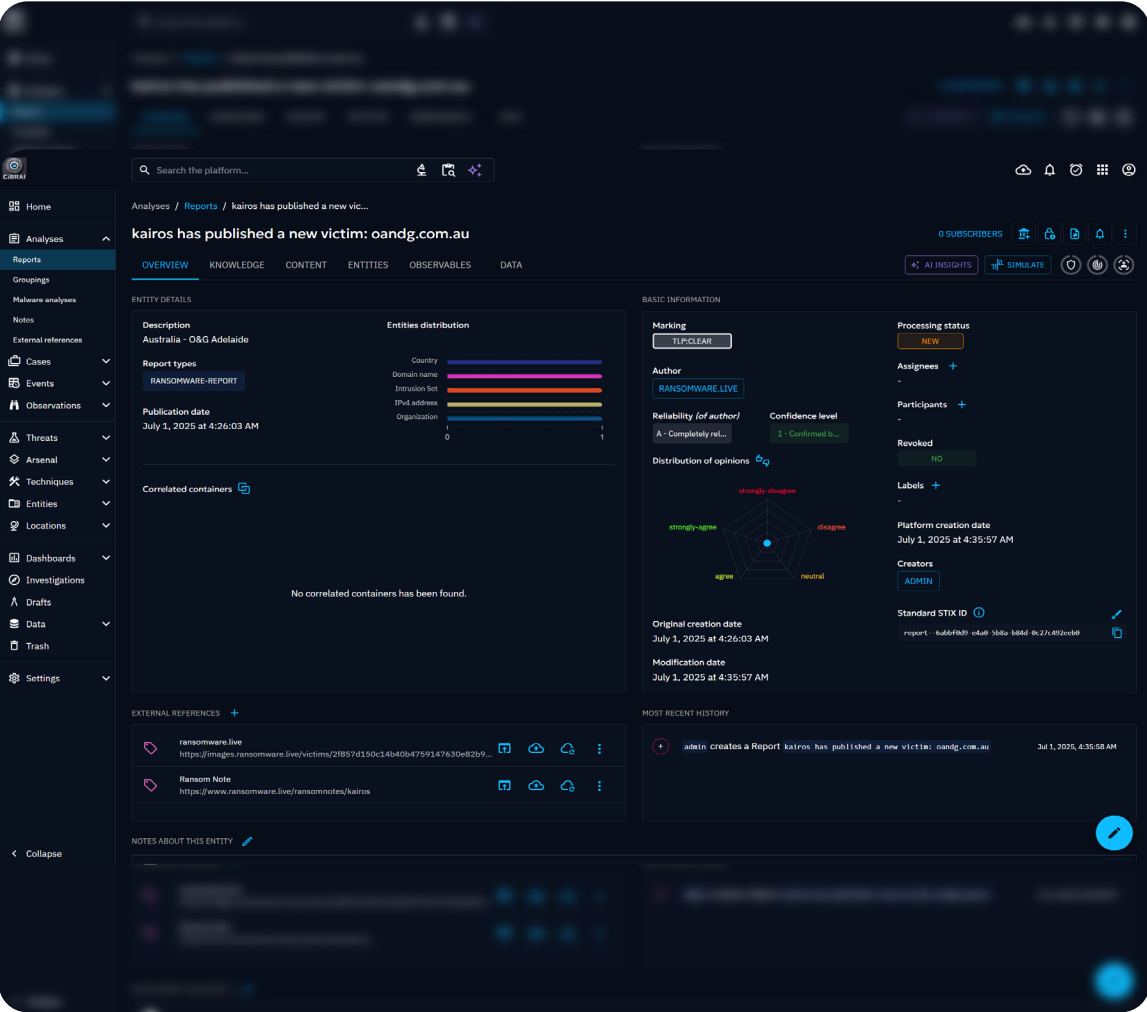 CiBRAI
Search the platform...
Home
Analyses
Reports
Groupings
Malware analyses
Notes
External references
Cases
Events
Observations
Threats
Arsenal
Techniques
Entities
Locations
Dashboards
Investigations
Drafts
Data
Trash
Settings
Collapse
Analyses / Reports / kairos has published a new vic...
kairos has published a new victim: oandg.com.au
0 SUBSCRIBERS
OVERVIEW KNOWLEDGE CONTENT ENTITIES OBSERVABLES DATA
AI INSIGHTS SIMULATE
ENTITY DETAILS
Description
Australia - O&G Adelaide
Report types
RANSOMWARE-REPORT
Publication date
July 1, 2025 at 4:26:03 AM
Entities distribution
Country
Domain name
Intrusion Set
IPv4 address
Organization
0 1
Correlated containers
No correlated containers has been found.
BASIC INFORMATION
Marking
TLP:CLEAR
Author
RANSOMWARE.LIVE
Reliability (of author) Confidence level
A - Completely rel... 1 - Confirmed b...
Distribution of opinions
strongly-disagree
strongly-agree disagree
agree neutral
Original creation date
July 1, 2025 at 4:26:03 AM
Modification date
July 1, 2025 at 4:35:57 AM
Processing status
NEW
Assignees +
-
Participants +
-
Revoked
NO
Labels +
-
Platform creation date
July 1, 2025 at 4:35:57 AM
Creators
ADMIN
Standard STIX ID
report--6abbf0d9-e4a0-5b8a-b84d-0c27c492eeb0
EXTERNAL REFERENCES +
ransomware.live
https://images.ransomware.live/victims/2f857d150c14b40b4759147630e82b9...
Ransom Note
https://www.ransomware.live/ransomnotes/kairos
MOST RECENT HISTORY
admin creates a Report kairos has published a new victim: oandg.com.au Jul 1, 2025, 4:35:58 AM
NOTES ABOUT THIS ENTITY